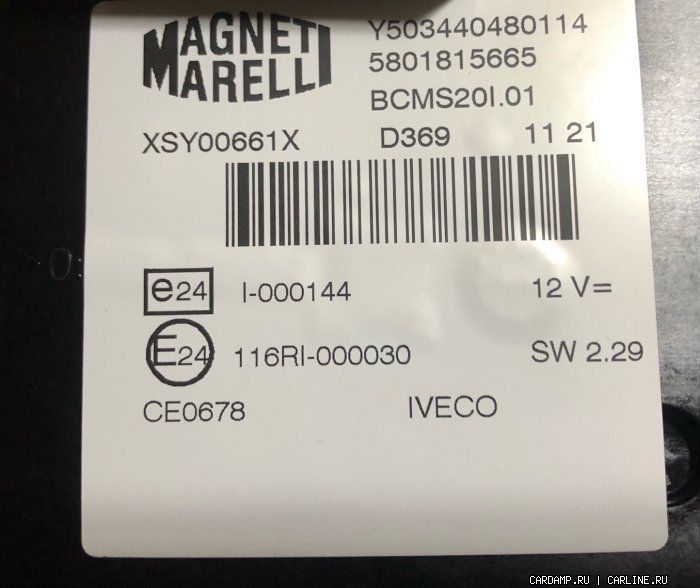 MAGNETI
MARELLI
Y503440480114
5801815665
BCMS20I.01
XSY00661X D369 11 21
e24 I-000144 12 V=
E24 116RI-000030 SW 2.29
CE0678 IVECO
CARDAMP.RU | CARLINE.RU